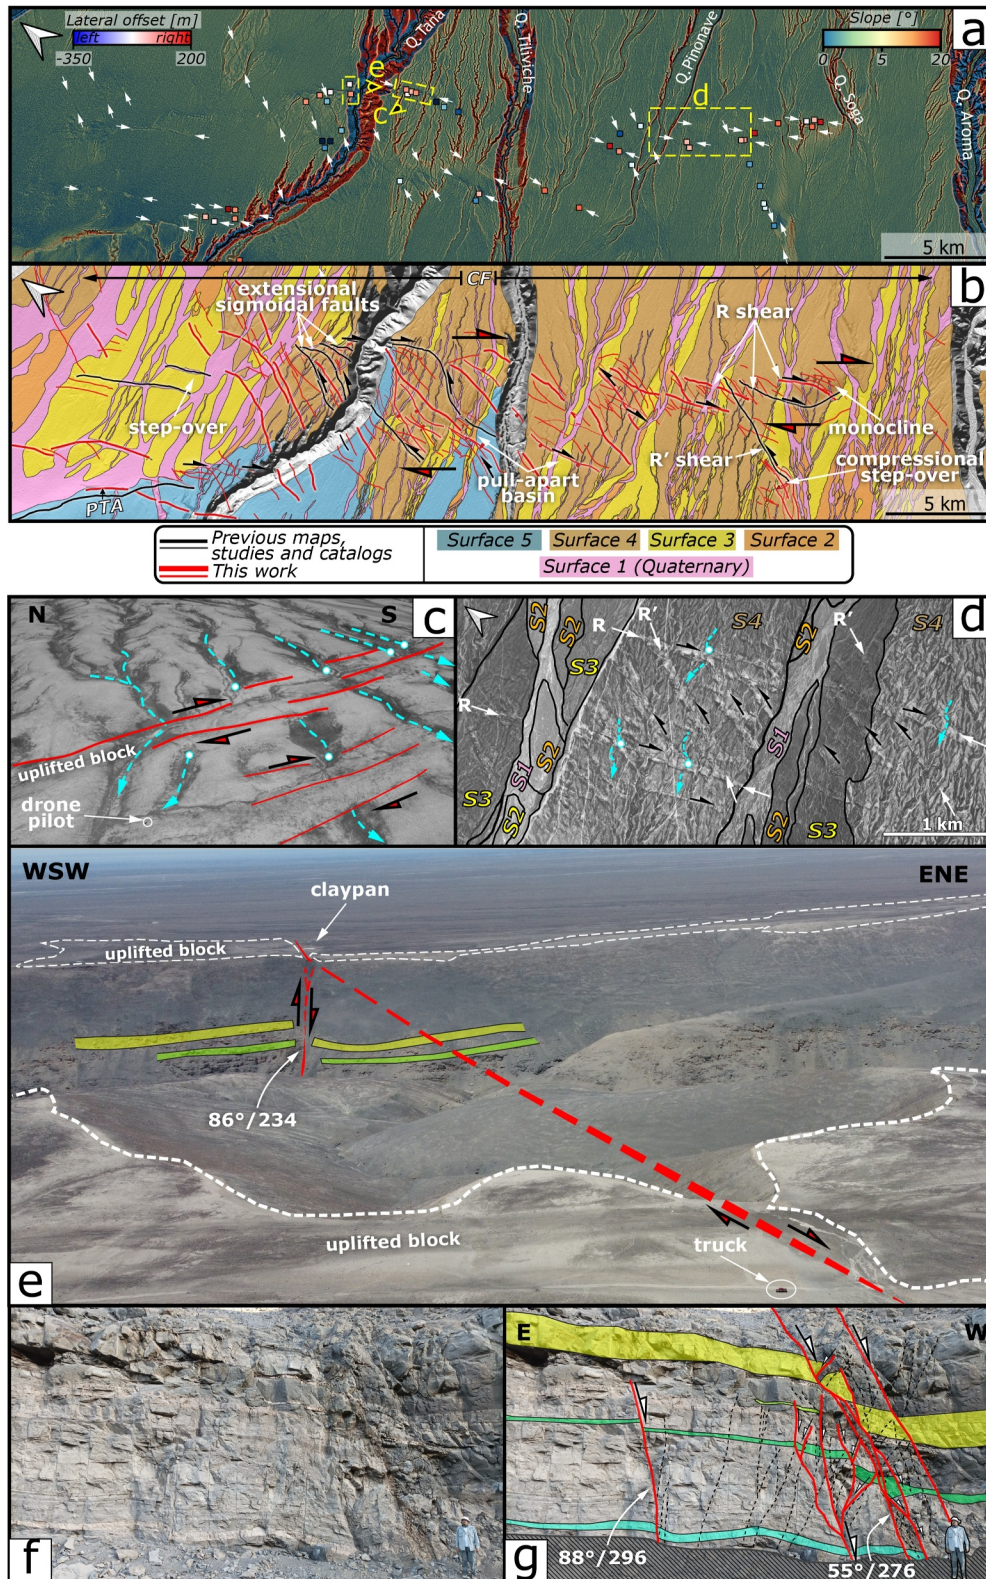 Lateral offset [m]
left right
-350 200
Q. Tana
Q. Tiliviche
Q. Pinonave
Slope [°]
0 5 20
a
Q. Soga
Q. Aroma
e
c
d
5 km
extensional
sigmoidal faults
CF
b
R shear
step-over
monocline
R' shear
compressional
step-over
pull-apart
basin
PTA
5 km
Previous maps,
studies and catalogs
This work
Surface 5 Surface 4 Surface 3 Surface 2
Surface 1 (Quaternary)
N S c
uplifted block
drone
pilot
S2 S2 S3 R R' S4 S2 R' S4 d
R
S1 S2 S1
S3 S2 S2 S3
1 km
WSW ENE
claypan
uplifted block
86°/234
uplifted block
truck
e
f
E W
88°/296
55°/276
g